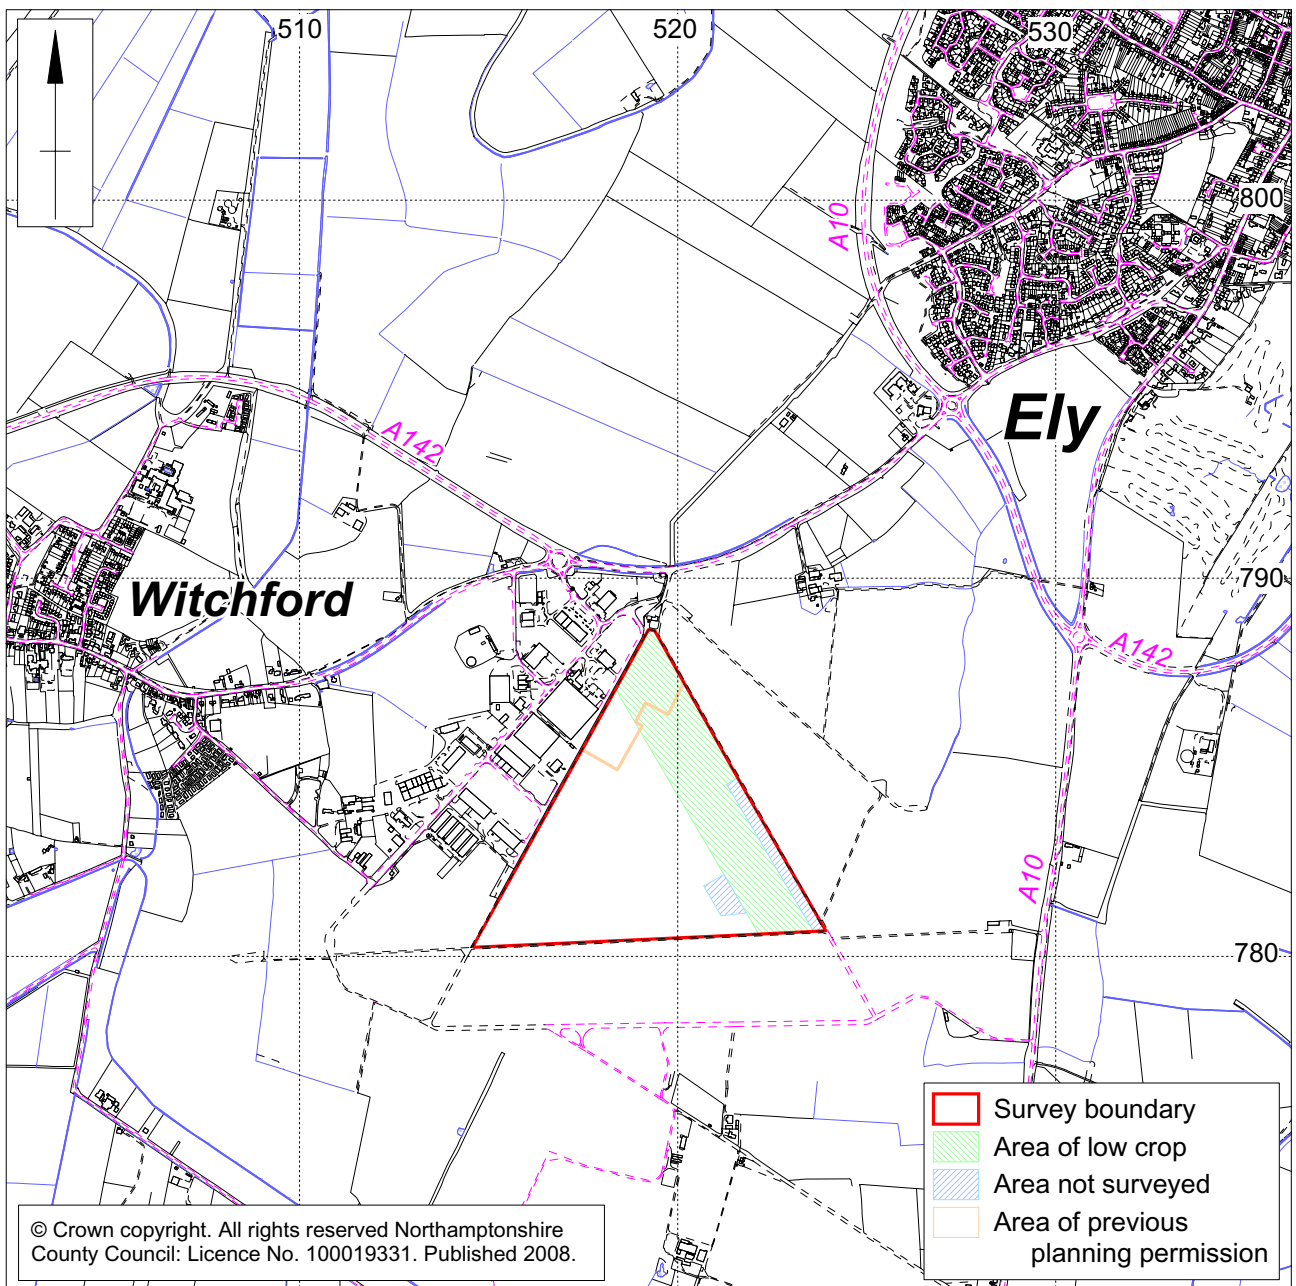 510
520
530
800
A10
A142
Ely
Witchford
790
A142
A10
780
Survey boundary
Area of low crop
Area not surveyed
Area of previous
planning permission
© Crown copyright. All rights reserved Northamptonshire
County Council: Licence No. 100019331. Published 2008.